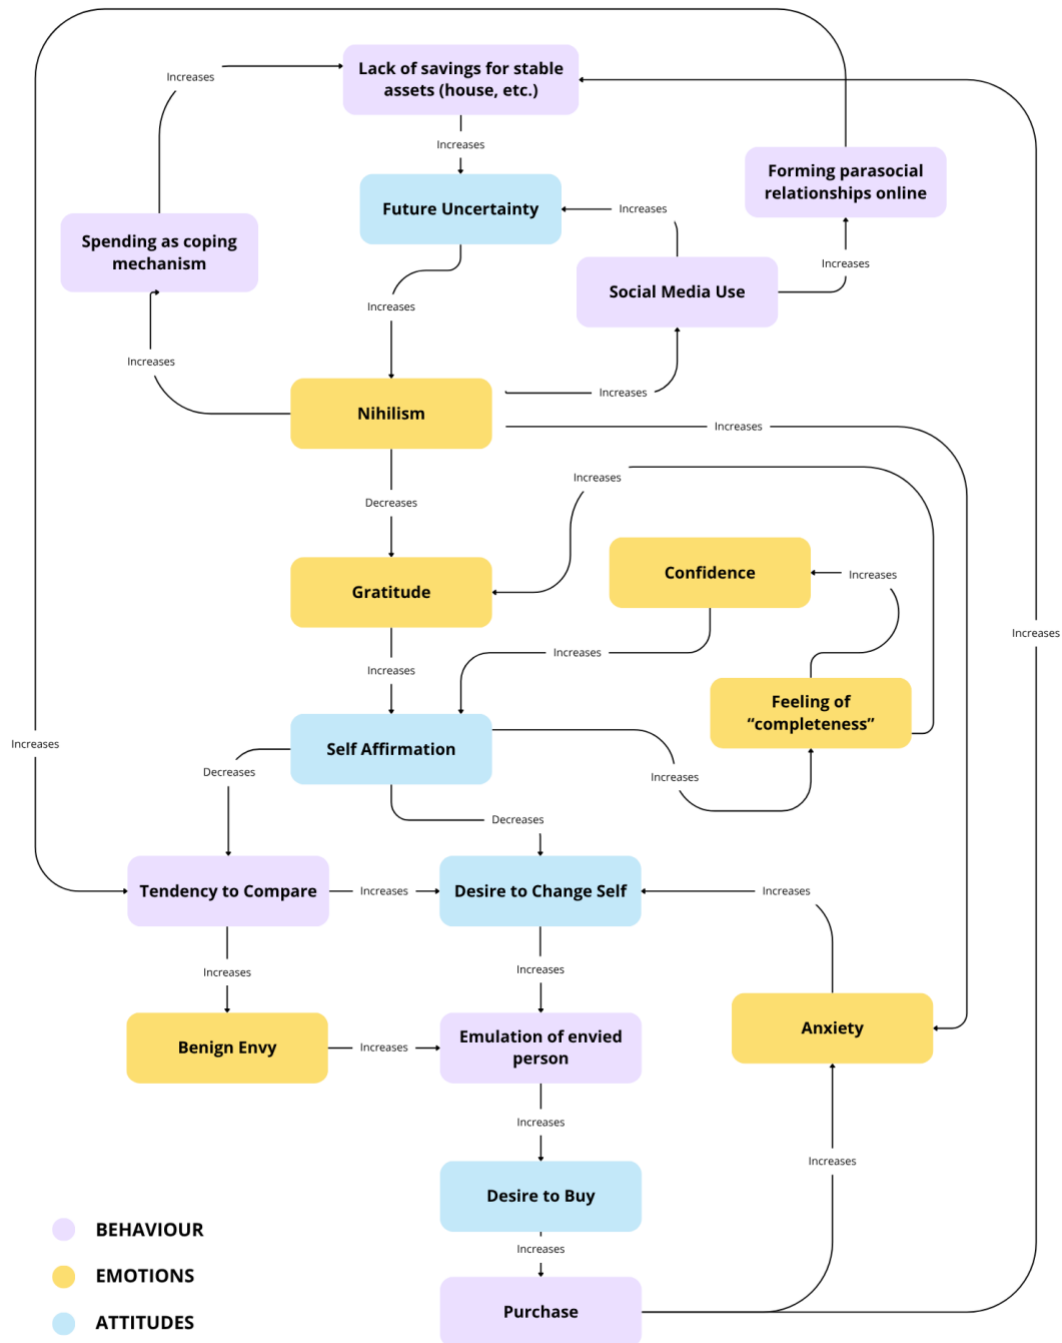 Increases
Lack of savings for stable
assets (house, etc.)
Increases
Forming parasocial
relationships online
Future Uncertainty
Increases
Spending as coping
mechanism
Increases
Social Media Use
Increases
Increases
Increases
Nihilism
Increases
Increases
Decreases
Gratitude
Confidence
Increases
Increases
Increases
Increases
Increases
Feeling of
“completeness”
Self Affirmation
Increases
Decreases
Increases
Decreases
Tendency to Compare
Increases
Desire to Change Self
Increases
Increases
Increases
Benign Envy
Increases
Emulation of envied
person
Anxiety
Increases
Increases
Desire to Buy
Increases
Purchase
BEHAVIOUR
EMOTIONS
ATTITUDES